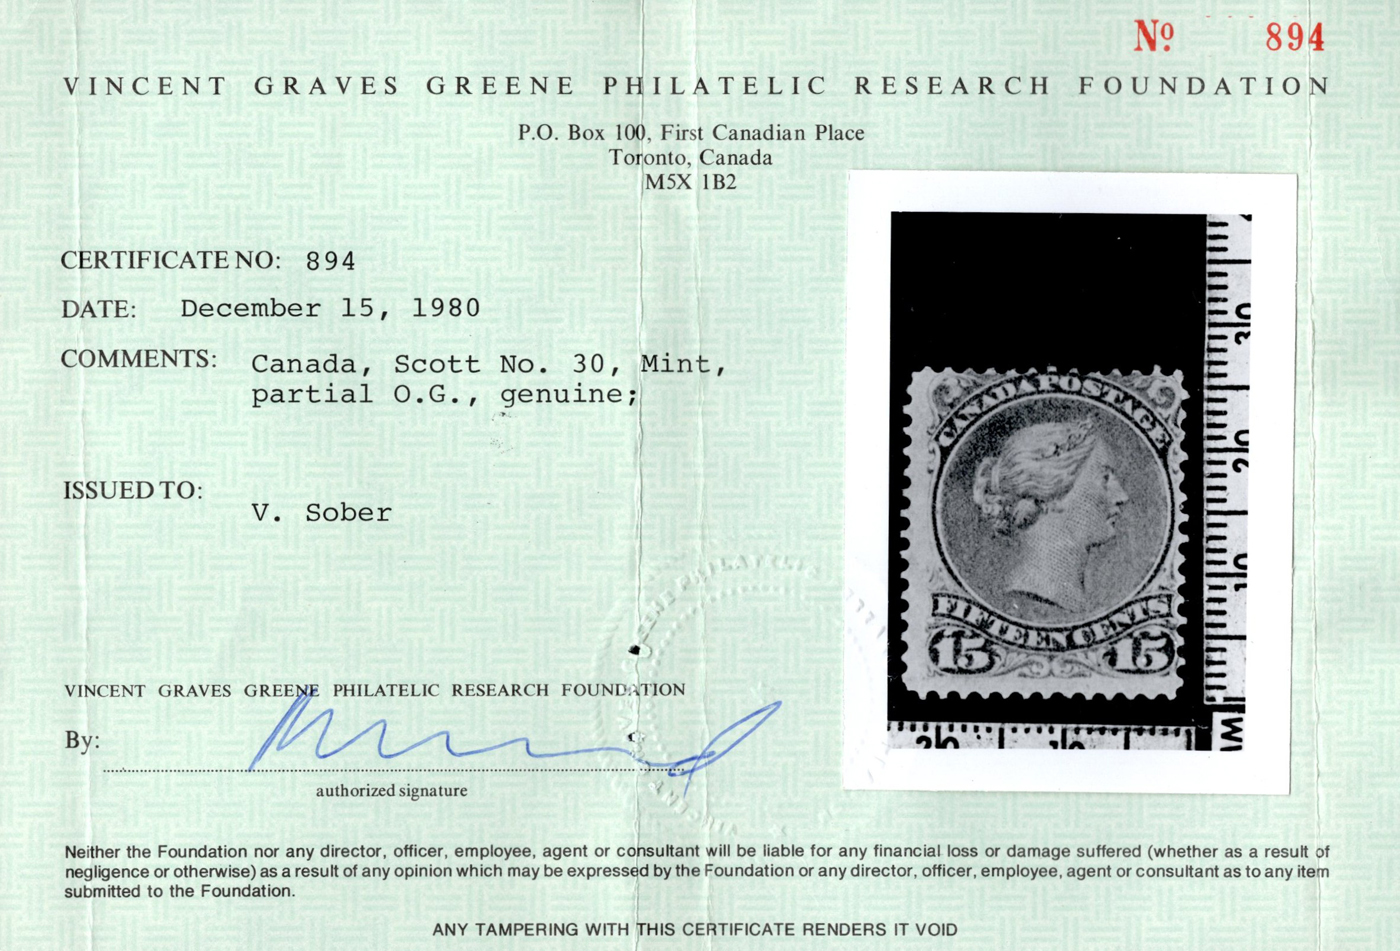 Nº 894
VINCENT GRAVES GREENE PHILATELIC RESEARCH FOUNDATION
P.O. Box 100, First Canadian Place
Toronto, Canada
M5X 1B2
CERTIFICATE NO: 894
DATE: December 15, 1980
COMMENTS: Canada, Scott No. 30, Mint,
partial O.G., genuine;
ISSUED TO:
V. Sober
CANADA POSTAGE
FIFTEEN CENTS
15 15
30
20
10
20 10
MM
VINCENT GRAVES GREENE PHILATELIC RESEARCH FOUNDATION
By:
authorized signature
Neither the Foundation nor any director, officer, employee, agent or consultant will be liable for any financial loss or damage suffered (whether as a result of
negligence or otherwise) as a result of any opinion which may be expressed by the Foundation or any director, officer, employee, agent or consultant as to any item
submitted to the Foundation.
ANY TAMPERING WITH THIS CERTIFICATE RENDERS IT VOID